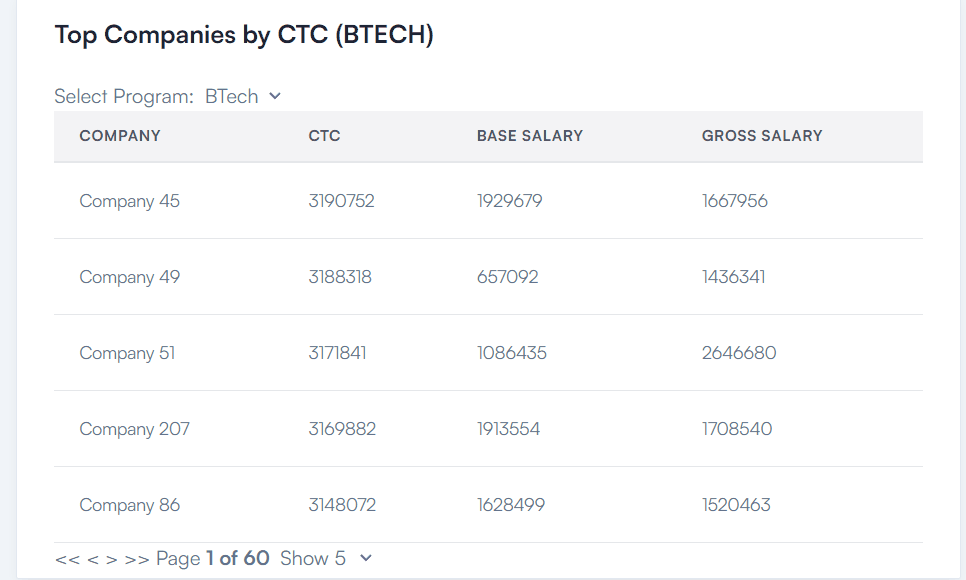 Top Companies by CTC (BTECH)
Select Program: BTech
COMPANY CTC BASE SALARY GROSS SALARY
Company 45 3190752 1929679 1667956
Company 49 3188318 657092 1436341
Company 51 3171841 1086435 2646680
Company 207 3169882 1913554 1708540
Company 86 3148072 1628499 1520463
<< < > >> Page 1 of 60 Show 5